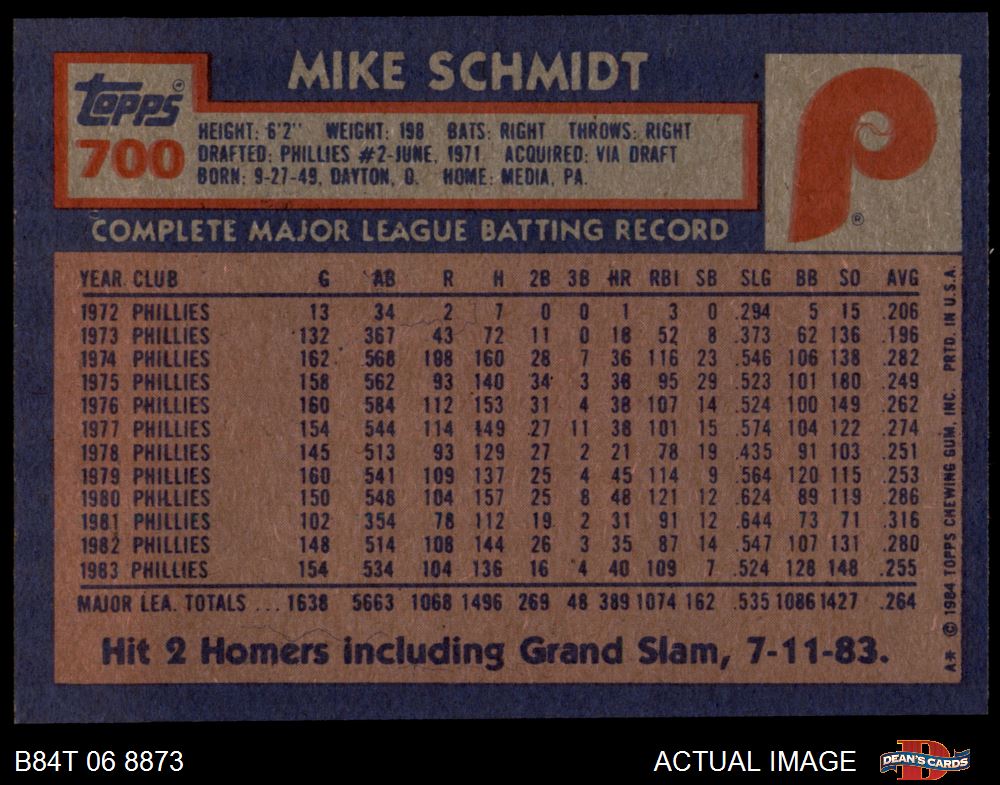 MIKE SCHMIDT
Topps®
700
HEIGHT: 6'2" WEIGHT: 198 BATS: RIGHT THROWS: RIGHT
DRAFTED: PHILLIES #2-JUNE, 1971 ACQUIRED: VIA DRAFT
BORN: 9-27-49, DAYTON, O. HOME: MEDIA, PA.
P
®
COMPLETE MAJOR LEAGUE BATTING RECORD
YEAR CLUB G AB R H 2B 3B HR RBI SB SLG BB SO AVG
1972 PHILLIES 13 34 2 7 0 0 1 3 0 .294 5 15 .206
1973 PHILLIES 132 367 43 72 11 0 18 52 8 .373 62 136 .196
1974 PHILLIES 162 568 108 160 28 7 36 116 23 .546 106 138 .282
1975 PHILLIES 158 562 93 140 34 3 38 95 29 .523 101 180 .249
1976 PHILLIES 160 584 112 153 31 4 38 107 14 .524 100 149 .262
1977 PHILLIES 154 544 114 149 27 11 38 101 15 .574 104 122 .274
1978 PHILLIES 145 513 93 129 27 2 21 78 19 .435 91 103 .251
1979 PHILLIES 160 541 109 137 25 4 45 114 9 .564 120 115 .253
1980 PHILLIES 150 548 104 157 25 8 48 121 12 .624 89 119 .286
1981 PHILLIES 102 354 78 112 19 2 31 91 12 .644 73 71 .316
1982 PHILLIES 148 514 108 144 26 3 35 87 14 .547 107 131 .280
1983 PHILLIES 154 534 104 136 16 4 40 109 7 .524 128 148 .255
MAJOR LEA. TOTALS ... 1638 5663 1068 1496 269 48 389 1074 162 .535 1086 1427 .264
Hit 2 Homers including Grand Slam, 7-11-83.
A* © 1984 TOPPS CHEWING GUM, INC. PRTD. IN U.S.A.
B84T 06 8873
ACTUAL IMAGE
D
DEAN'S CARDS